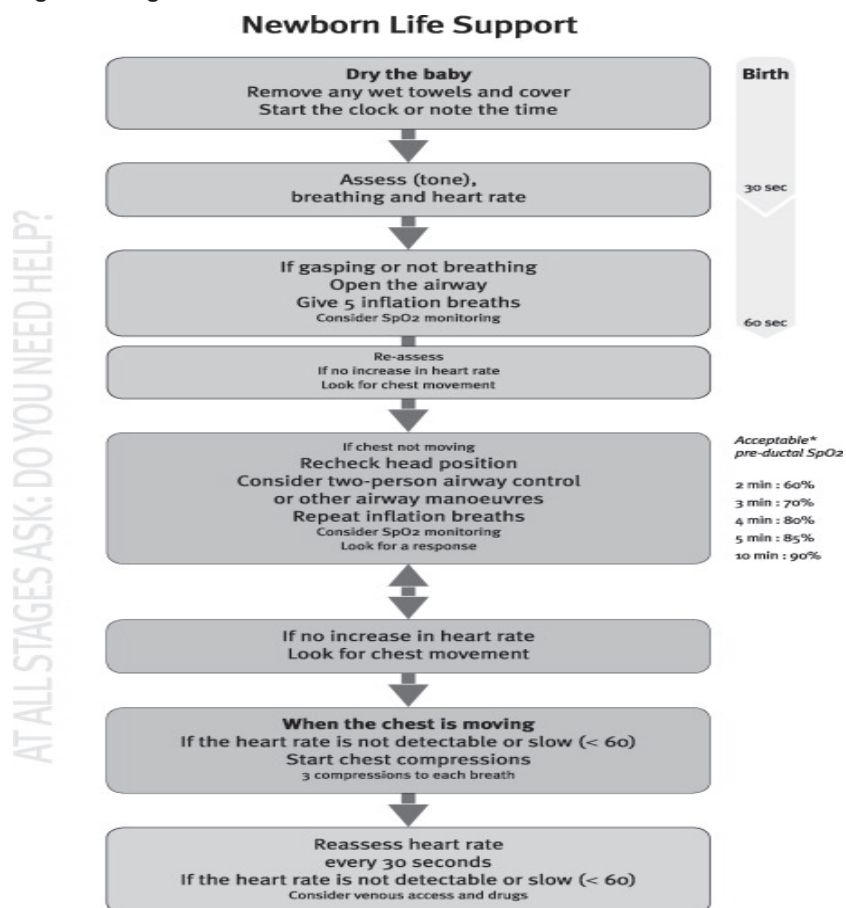 Newborn Life Support
Dry the baby
Remove any wet towels and cover
Start the clock or note the time
Birth
Assess (tone),
breathing and heart rate
30 sec
If gasping or not breathing
Open the airway
Give 5 inflation breaths
Consider SpO2 monitoring
60 sec
Re-assess
If no increase in heart rate
Look for chest movement
If chest not moving
Recheck head position
Consider two-person airway control
or other airway manoeuvres
Repeat inflation breaths
Consider SpO2 monitoring
Look for a response
Acceptable*
pre-ductal SpO2
2 min : 60%
3 min : 70%
4 min : 80%
5 min : 85%
10 min : 90%
If no increase in heart rate
Look for chest movement
When the chest is moving
If the heart rate is not detectable or slow (< 60)
Start chest compressions
3 compressions to each breath
Reassess heart rate
every 30 seconds
If the heart rate is not detectable or slow (< 60)
Consider venous access and drugs
AT ALL STAGES ASK: DO YOU NEED HELP?